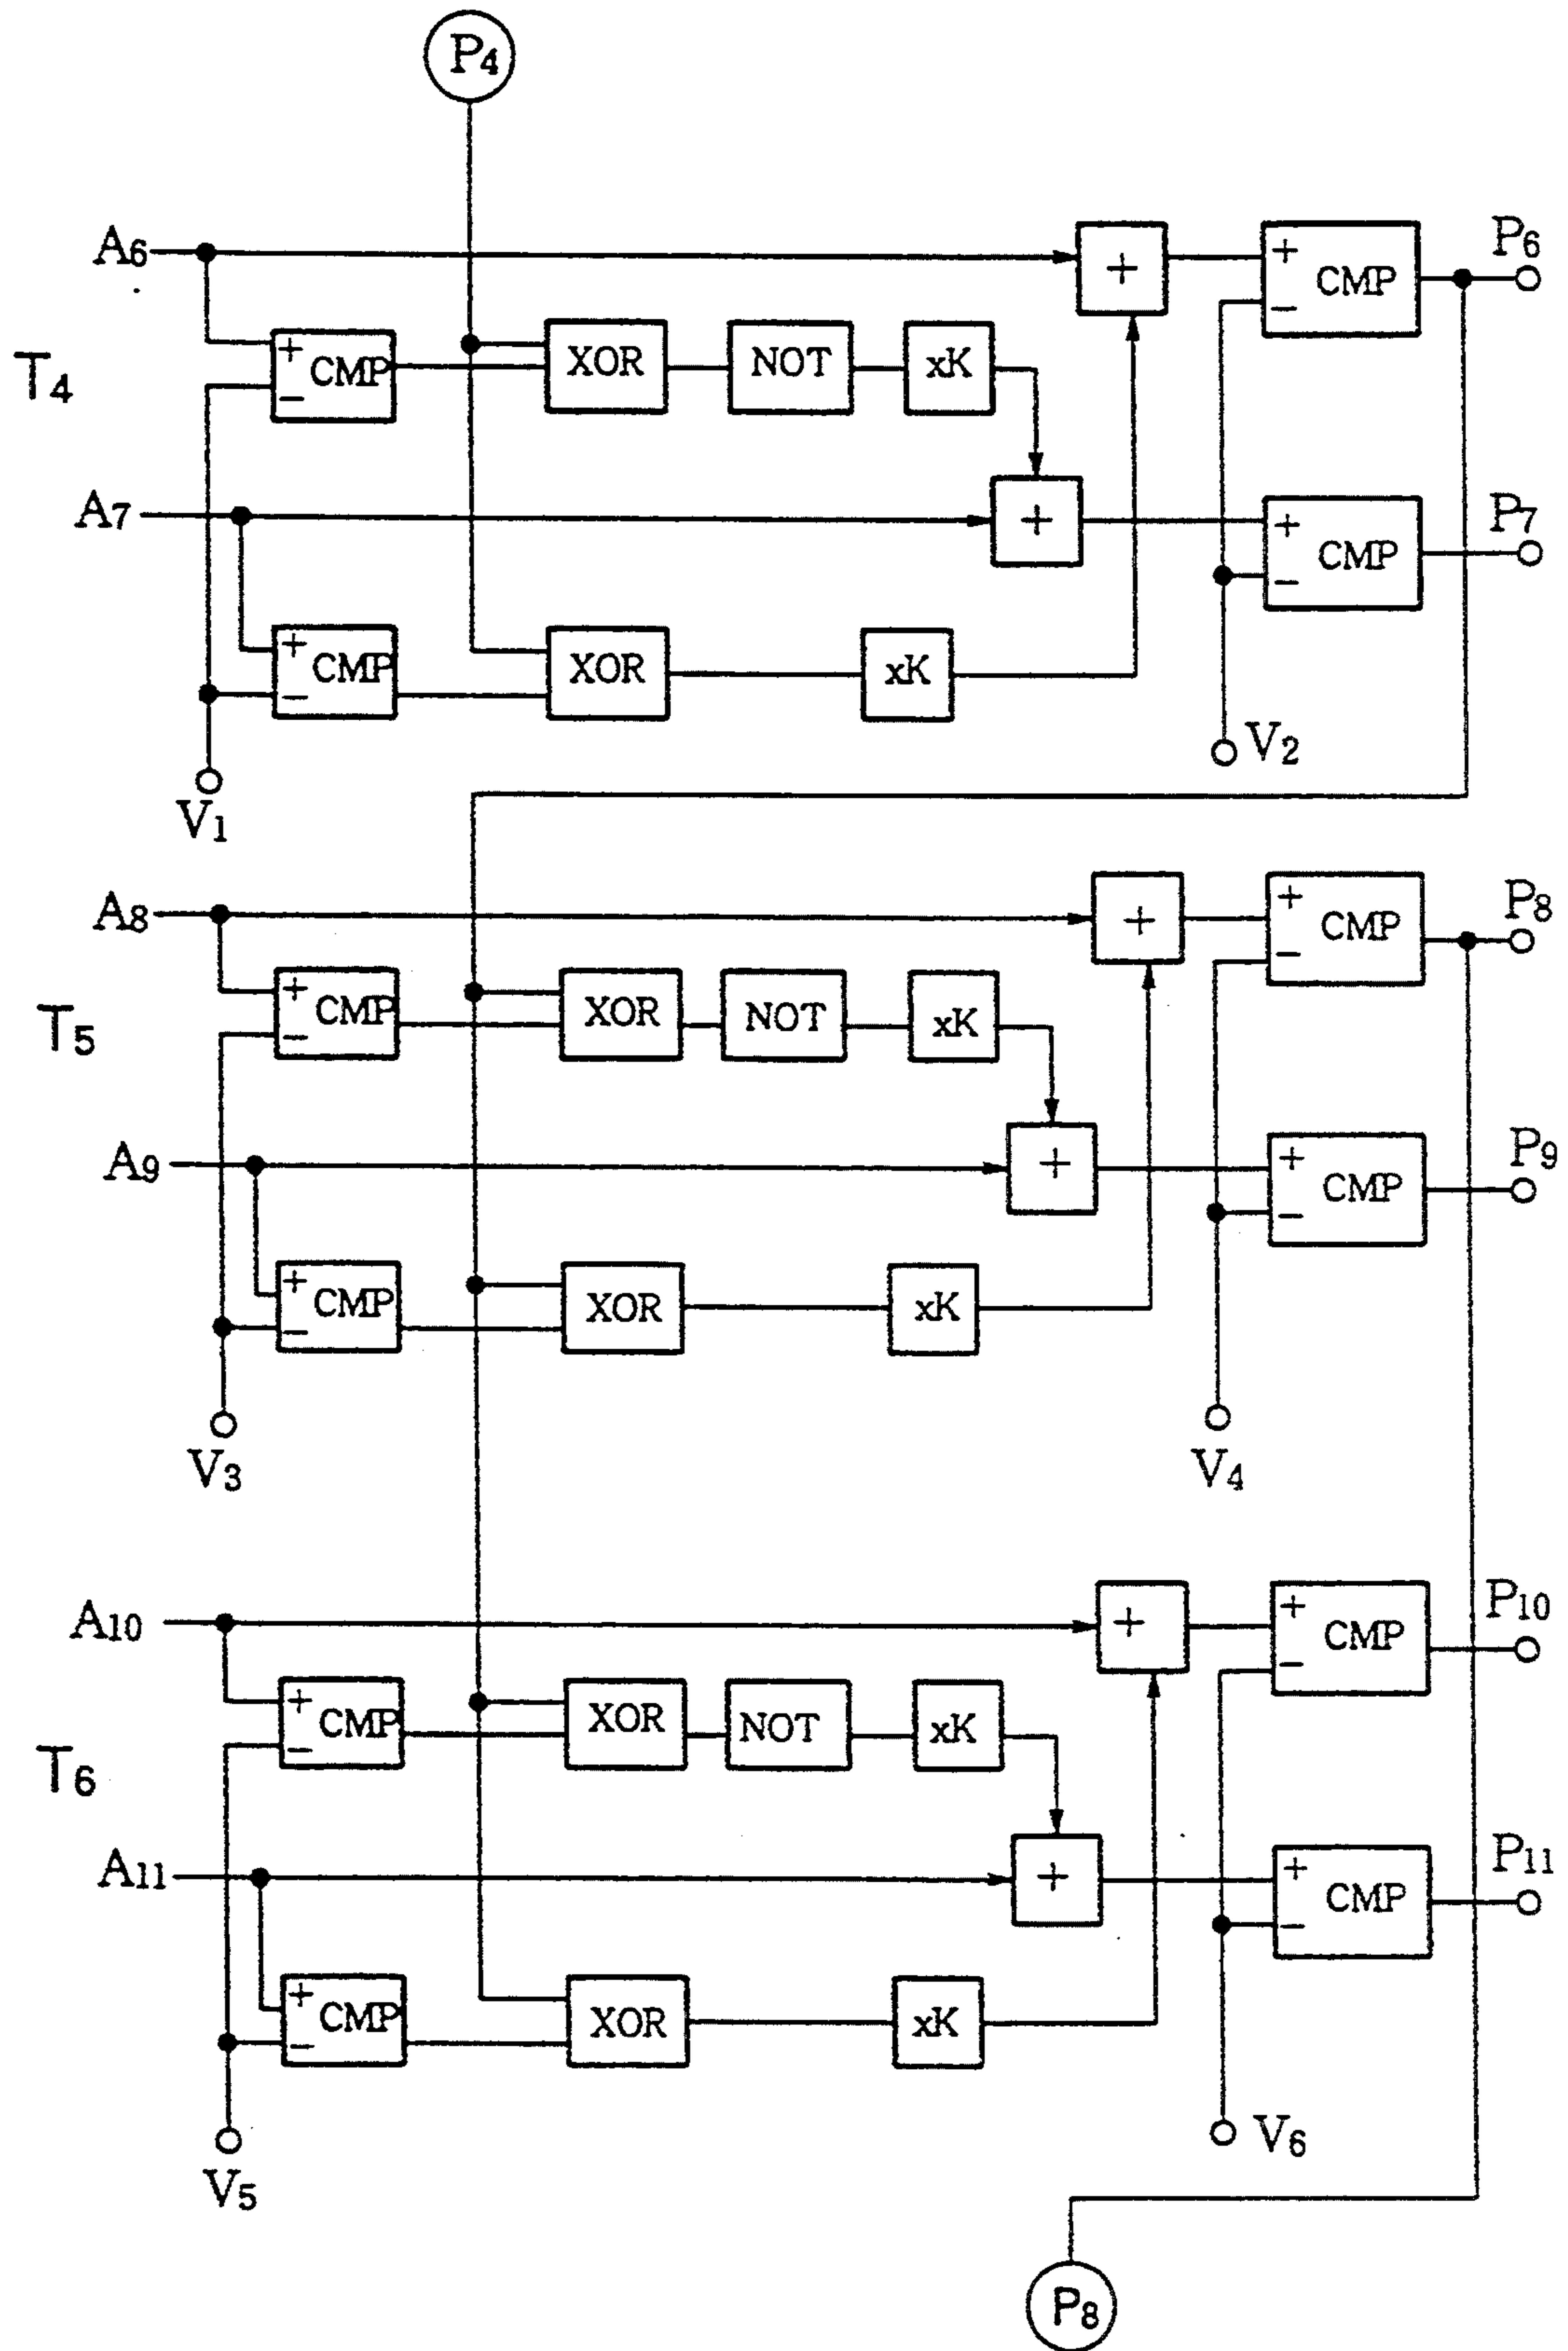 P4
A6
+
+
-
CMP
P6
T4
+
-
CMP
XOR
NOT
xK
A7
+
+
-
CMP
P7
+
-
CMP
XOR
xK
V1
V2
A8
+
+
-
CMP
P8
T5
+
-
CMP
XOR
NOT
xK
A9
+
+
-
CMP
P9
+
-
CMP
XOR
xK
V3
V4
A10
+
+
-
CMP
P10
T6
+
-
CMP
XOR
NOT
xK
A11
+
+
-
CMP
P11
+
-
CMP
XOR
xK
V5
V6
P8